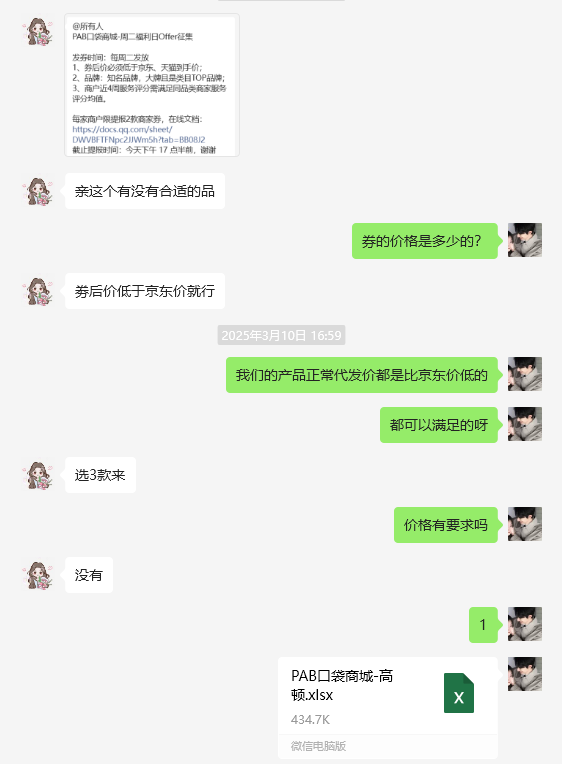 @所有人
PAB口袋商城-周二福利日Offer征集
发券时间：每周二发放
1、券后价必须低于京东、天猫到手价；
2、品牌：知名品牌，大牌且是类目TOP品牌；
3、商户近4周服务评分需满足同品类商家服务
评分均值。
每家商户限提报2款商家券，在线文档：
https://docs.qq.com/sheet/
DWVBFTFNpc2JJWm5h?tab=BB08J2
截止提报时间：今天下午 17 点半前，谢谢
亲这个有没有合适的品
券的价格是多少的？
劵后价低于京东价就行
2025年3月10日 16:59
我们的产品正常代发价都是比京东价低的
都可以满足的呀
选3款来
价格有要求吗
没有
1
PAB口袋商城-高
顿.xlsx
434.7K
X
微信电脑版